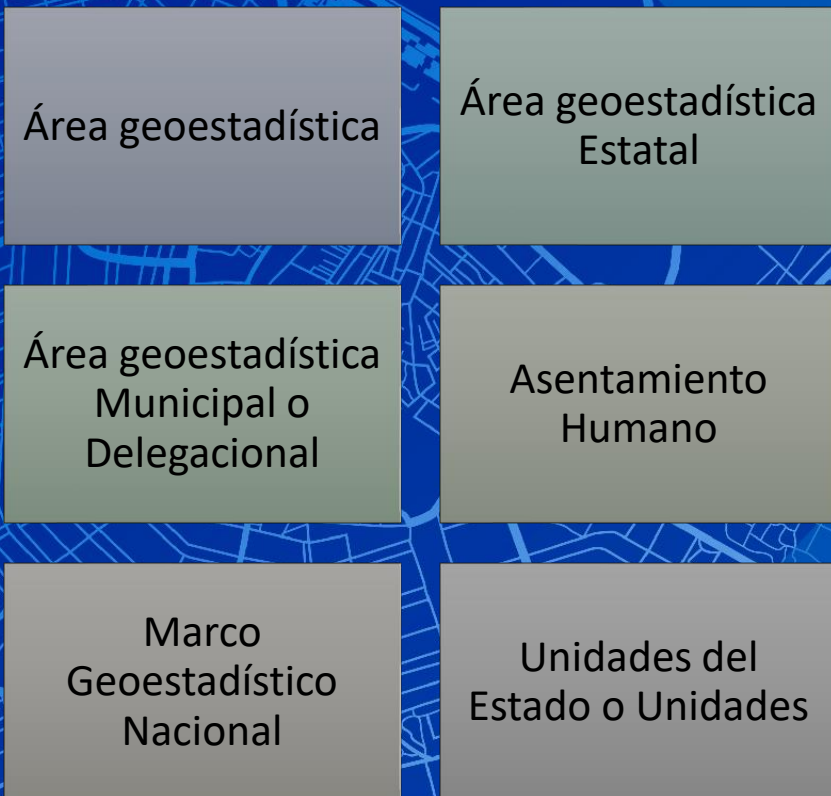 Área geoestadística
Área geoestadística
Estatal
Área geoestadística
Municipal o
Delegacional
Asentamiento
Humano
Marco
Geoestadístico
Nacional
Unidades del
Estado o Unidades